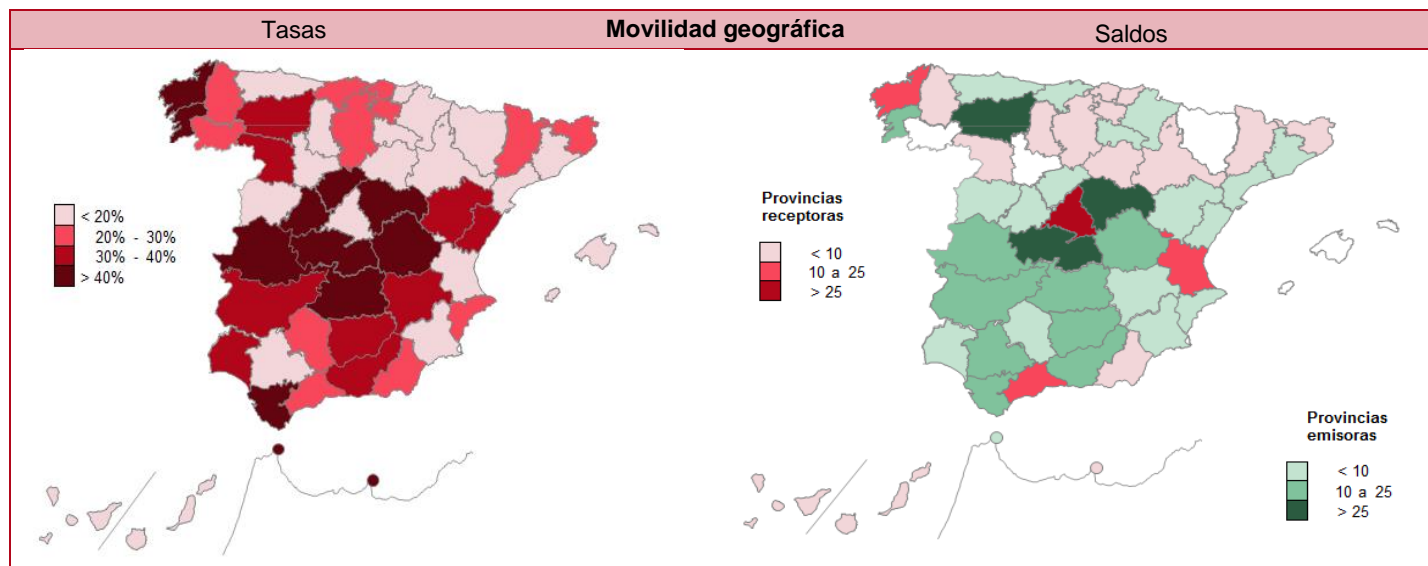 Tasas
Movilidad geográfica
Saldos
< 20%
20% - 30%
30% - 40%
> 40%
Provincias
receptoras
< 10
10 a 25
> 25
Provincias
emisoras
< 10
10 a 25
> 25